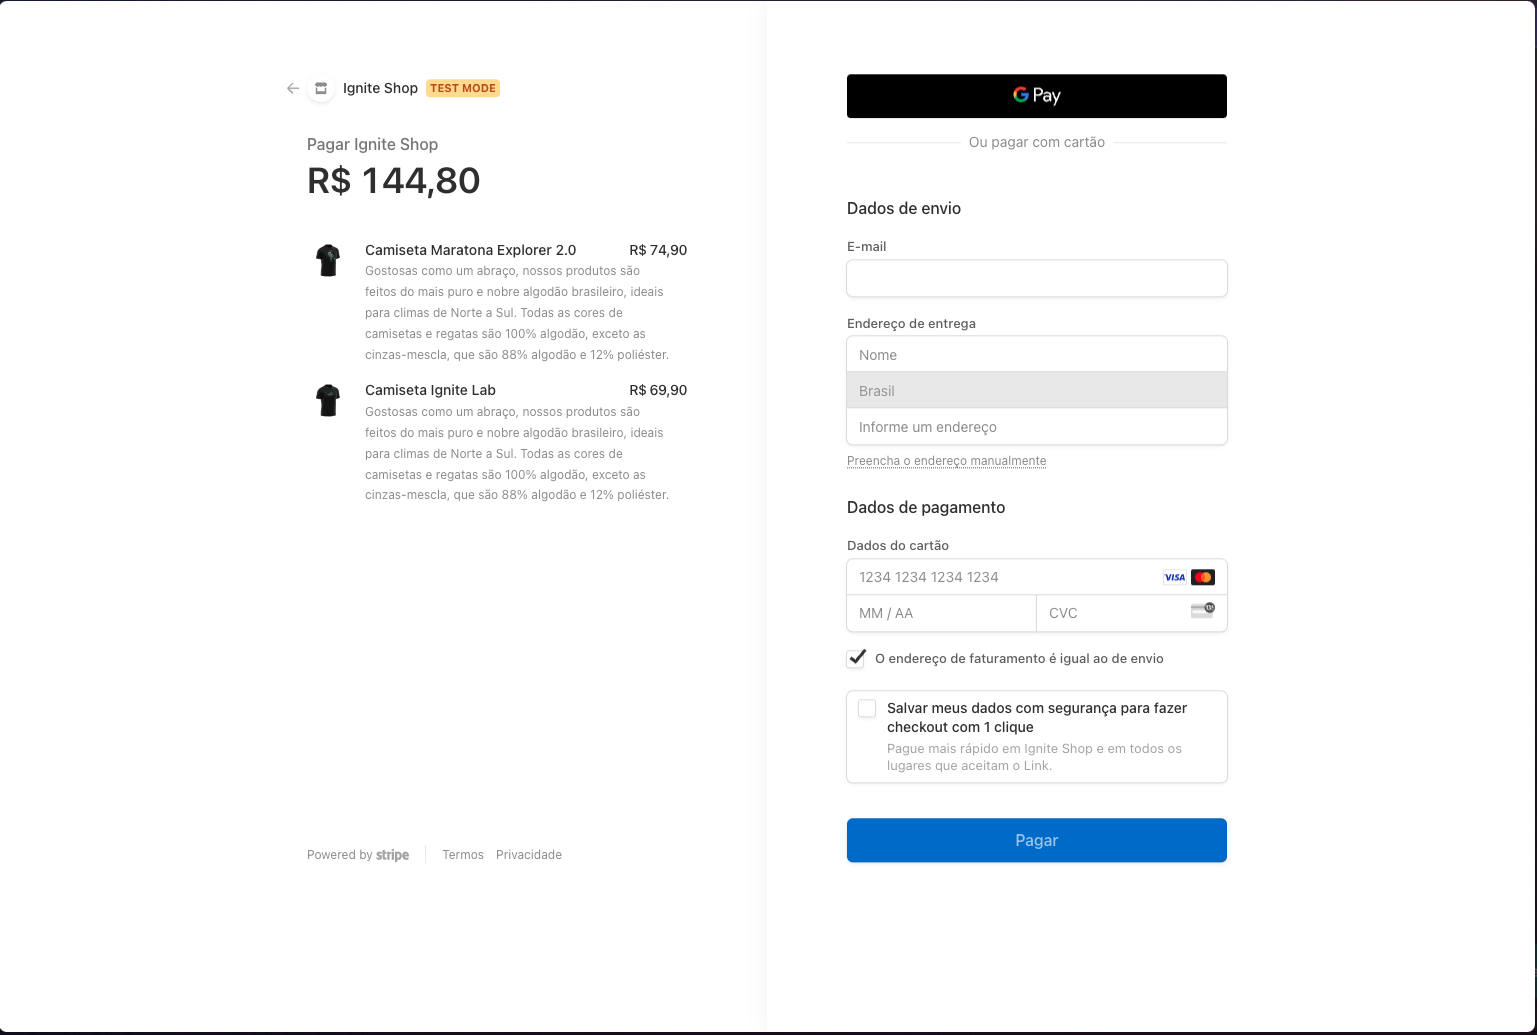 Ignite Shop TEST MODE
Pagar Ignite Shop
R$ 144,80
Camiseta Maratona Explorer 2.0 R$ 74,90
Gostosas como um abraço, nossos produtos são
feitos do mais puro e nobre algodão brasileiro, ideais
para climas de Norte a Sul. Todas as cores de
camisetas e regatas são 100% algodão, exceto as
cinzas-mescla, que são 88% algodão e 12% poliéster.
Camiseta Ignite Lab R$ 69,90
Gostosas como um abraço, nossos produtos são
feitos do mais puro e nobre algodão brasileiro, ideais
para climas de Norte a Sul. Todas as cores de
camisetas e regatas são 100% algodão, exceto as
cinzas-mescla, que são 88% algodão e 12% poliéster.
Powered by stripe Termos Privacidade
G Pay
Ou pagar com cartão
Dados de envio
E-mail
Endereço de entrega
Nome
Brasil
Informe um endereço
Preencha o endereço manualmente
Dados de pagamento
Dados do cartão
1234 1234 1234 1234 VISA
MM / AA CVC
O endereço de faturamento é igual ao de envio
Salvar meus dados com segurança para fazer
checkout com 1 clique
Pague mais rápido em Ignite Shop e em todos os
lugares que aceitam o Link.
Pagar